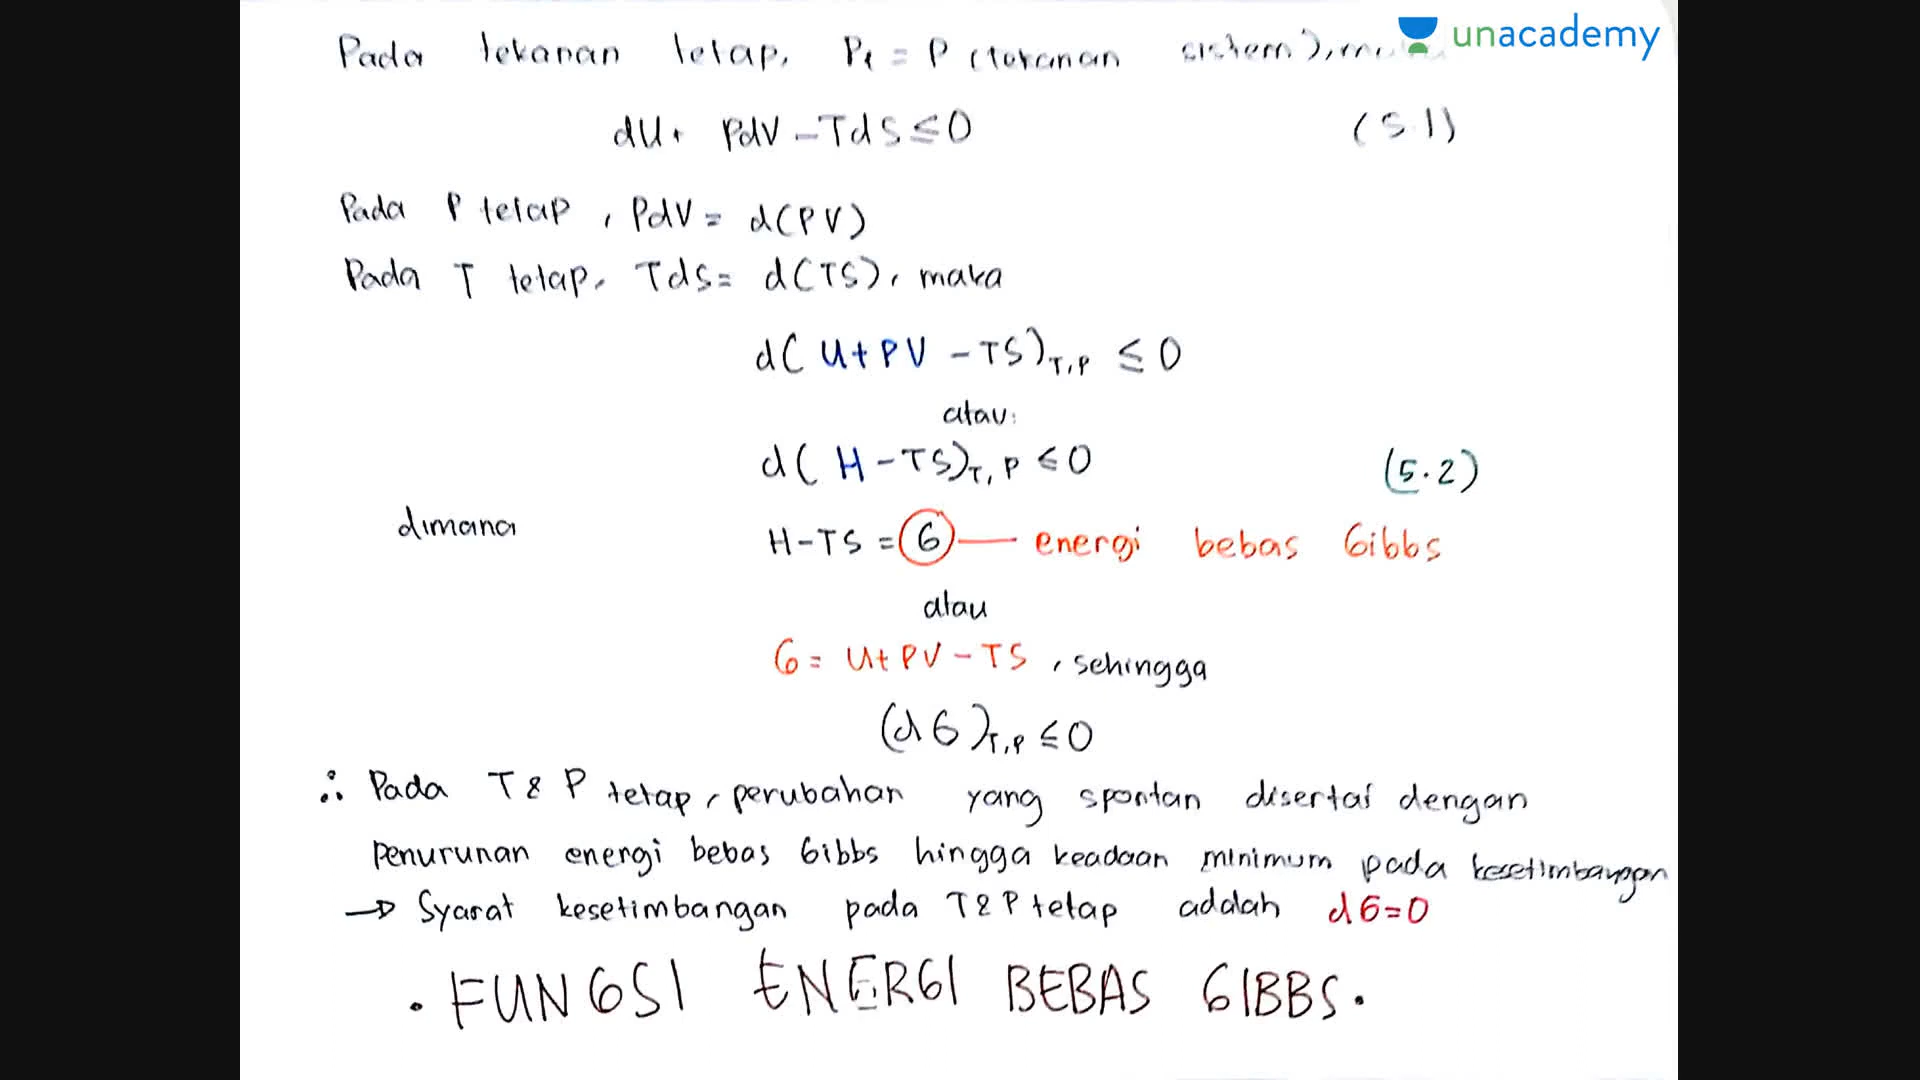 unacademy
Pada tekanan tetap, Pₑ = P (tekanan sistem),
dU + PdV - TdS ≤ 0 (5.1)
Pada P tetap, PdV = d(PV)
Pada T tetap, TdS = d(TS), maka
d(U+PV - TS)T,P ≤ 0
atau:
d(H-TS)T,P ≤ 0 (5.2)
dimana H-TS = G — energi bebas Gibbs
atau
G = U+PV-TS, sehingga
(dG)T,P ≤ 0
∴ Pada T & P tetap, perubahan yang spontan disertai dengan
penurunan energi bebas Gibbs hingga keadaan minimum pada kesetimbangan
→ Syarat kesetimbangan pada T&P tetap adalah dG=0
• FUNGSI ENERGI BEBAS GIBBS •